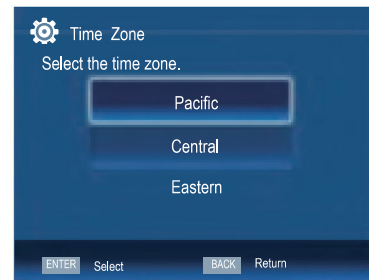 Time Zone
Select the time zone.
Pacific
Central
Eastern
ENTER Select BACK Return